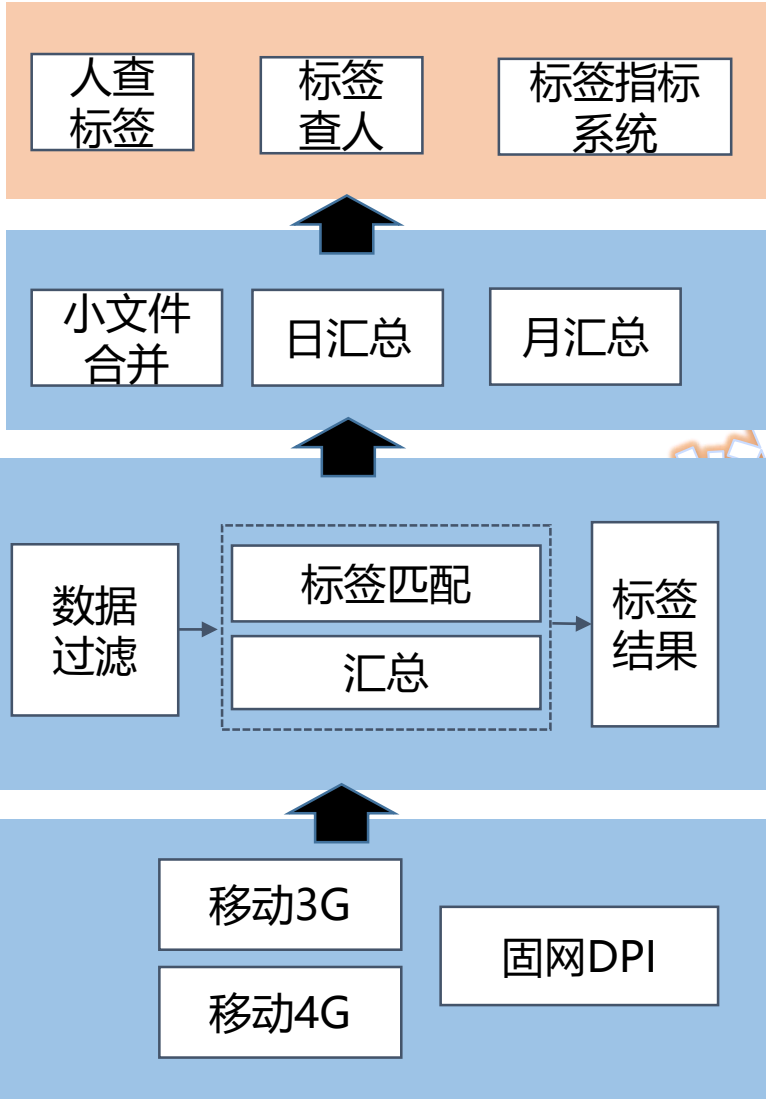 人查
标签
标签
查人
标签指标
系统
小文件
合并
日汇总
月汇总
数据
过滤
标签匹配
汇总
标签
结果
移动3G
移动4G
固网DPI